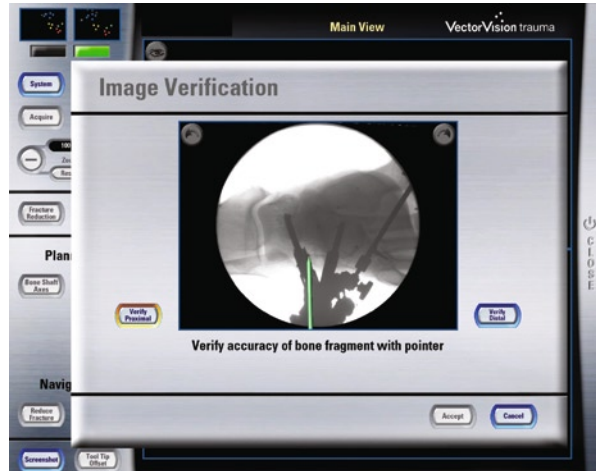 Main View
VectorVision trauma
System
Image Verification
Acquire
100
Fracture
Reduction
CLOSE
Bone Shaft
Axes
Verify
Proximal
Verify
Distal
Verify accuracy of bone fragment with pointer
Reduce
Fracture
Accept
Cancel
Screenshot
Tool Tip
Offset